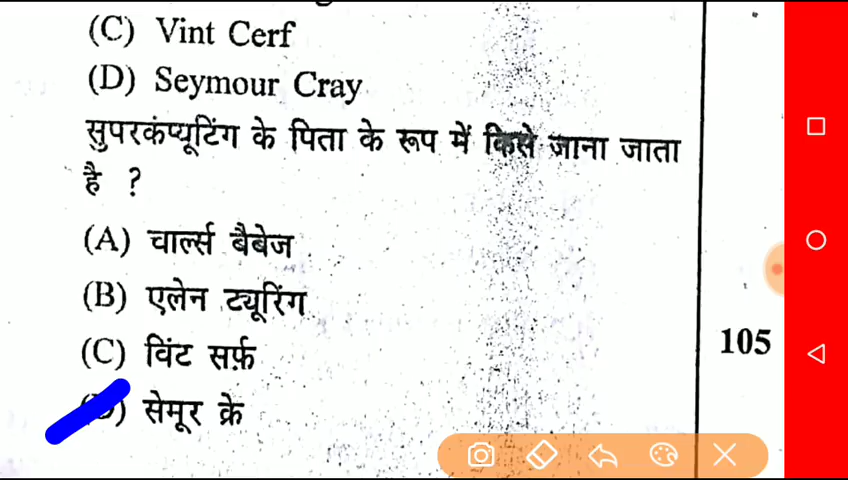 (C) Vint Cerf
(D) Seymour Cray
सुपरकंप्यूटिंग के पिता के रूप में किसे जाना जाता
है ?
(A) चार्ल्स बैबेज
(B) एलेन ट्यूरिंग
(C) विंट सर्फ़
105
(D) सेमूर क्रे